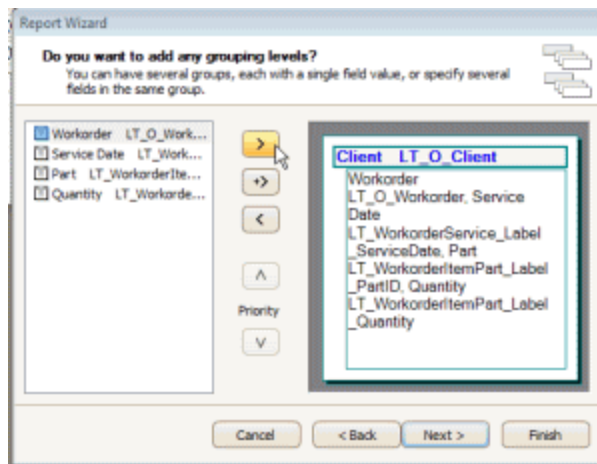 Report Wizard
Do you want to add any grouping levels?
You can have several groups, each with a single field value, or specify several
fields in the same group.
Workorder LT_O_Work...
Service Date LT_Work...
Part LT_WorkorderIte...
Quantity LT_Workorde...
>
+>
<
Λ
Priority
V
Client LT_O_Client
Workorder
LT_O_Workorder, Service
Date
LT_WorkorderService_Label
_ServiceDate, Part
LT_WorkorderItemPart_Label
_PartID, Quantity
LT_WorkorderItemPart_Label
_Quantity
Cancel
< Back
Next >
Finish